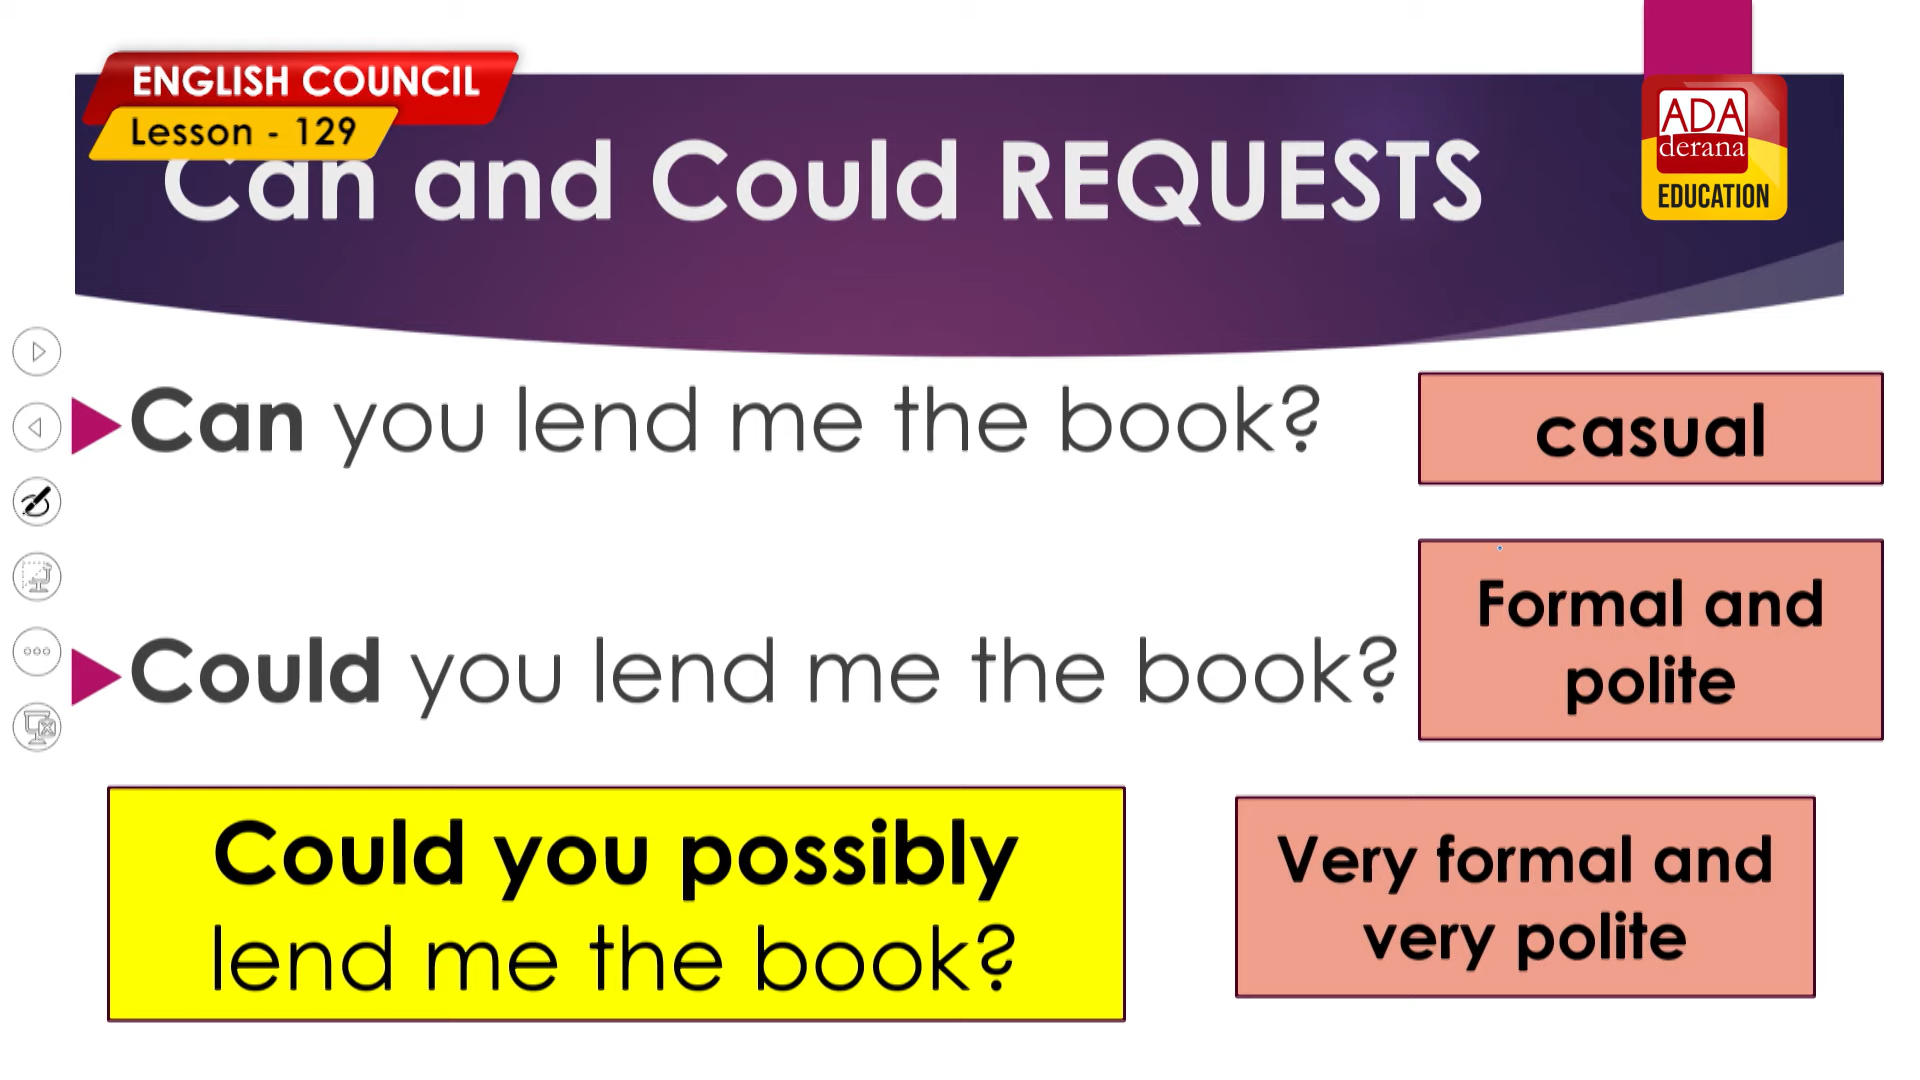 ENGLISH COUNCIL
Lesson - 129
Can and Could REQUESTS
ADA
derana
EDUCATION
Can you lend me the book?
casual
Could you lend me the book?
Formal and
polite
Could you possibly
lend me the book?
Very formal and
very polite